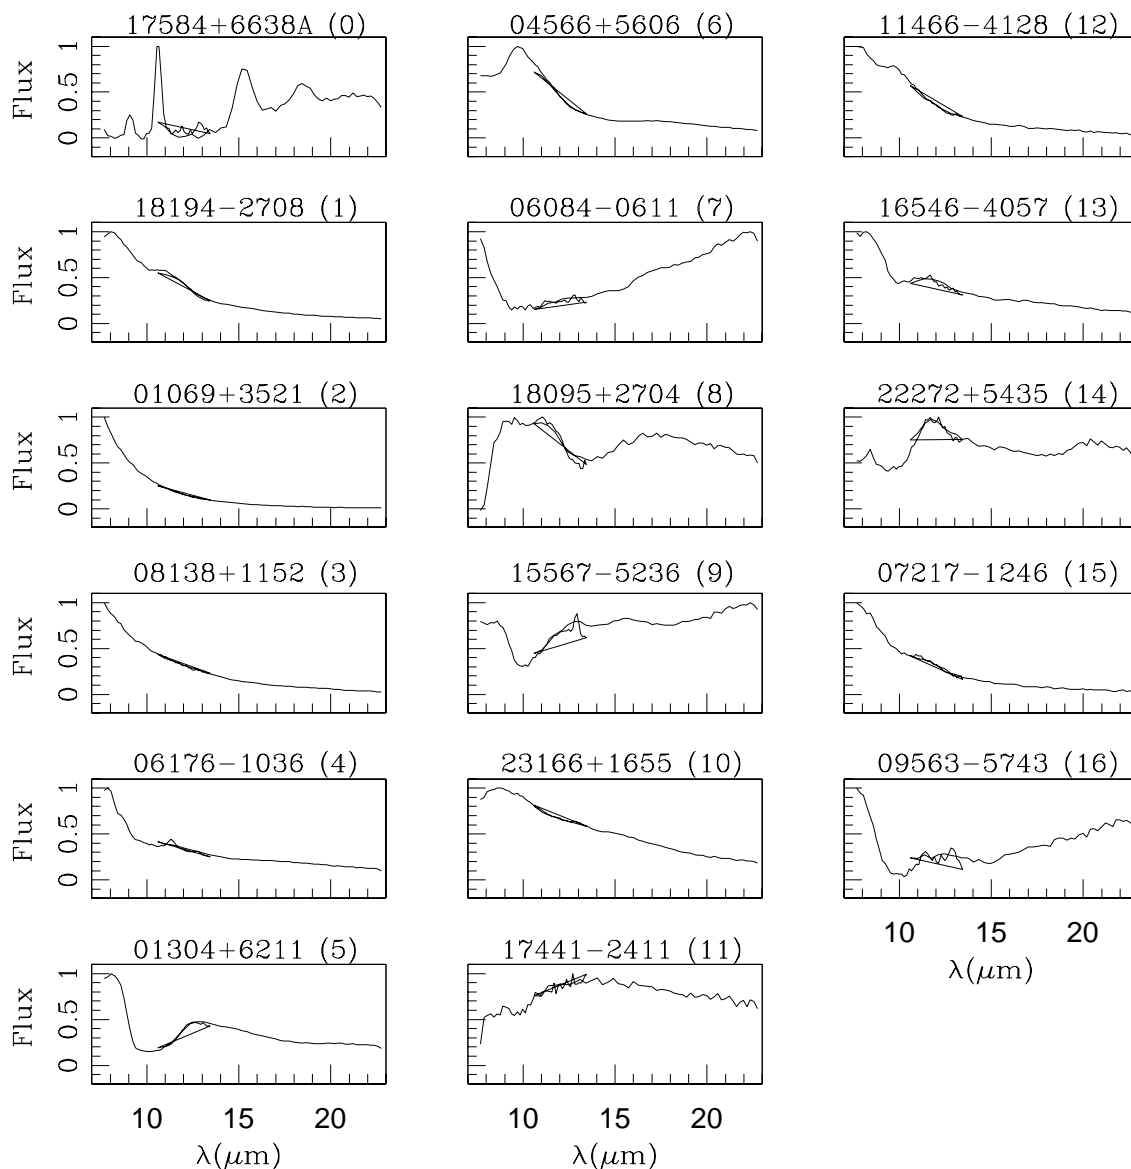 17584+6638A (0)
04566+5606 (6)
11466−4128 (12)
Flux
1
0.5
0
18194−2708 (1)
06084−0611 (7)
16546−4057 (13)
Flux
1
0.5
0
01069+3521 (2)
18095+2704 (8)
22272+5435 (14)
Flux
1
0.5
0
08138+1152 (3)
15567−5236 (9)
07217−1246 (15)
Flux
1
0.5
0
06176−1036 (4)
23166+1655 (10)
09563−5743 (16)
Flux
1
0.5
0
10 15 20
λ(μm)
01304+6211 (5)
17441−2411 (11)
Flux
1
0.5
0
10 15 20
10 15 20
λ(μm)
λ(μm)